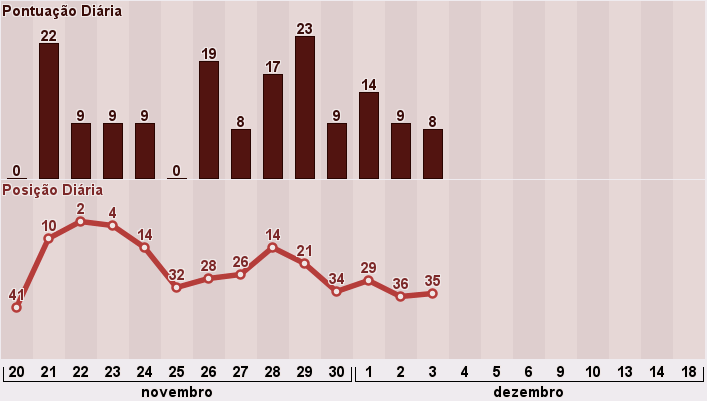 Pontuação Diária
0 22 9 9 9 0 19 8 17 23 9 14 9 8
Posição Diária
41 10 2 4 14 32 28 26 14 21 34 29 36 35
20 21 22 23 24 25 26 27 28 29 30 1 2 3 4 5 6 9 10 13 14 18
novembro dezembro